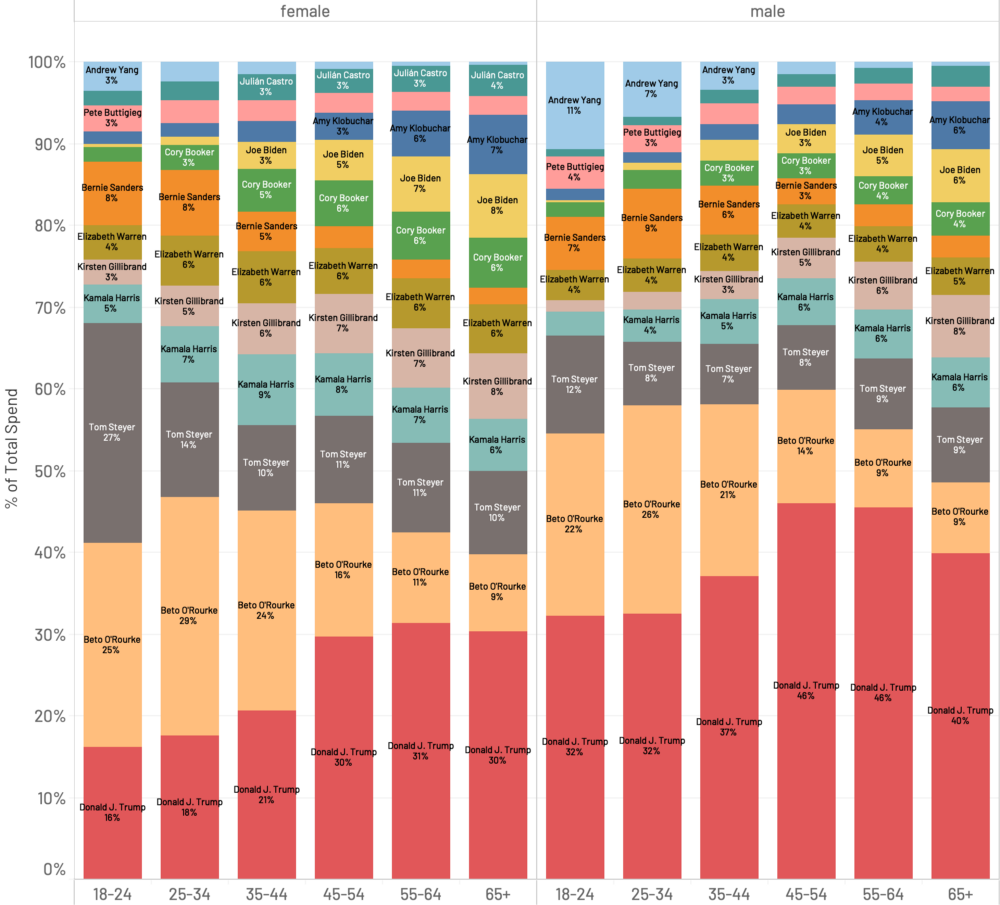 female
male
% of Total Spend
100%
90%
80%
70%
60%
50%
40%
30%
20%
10%
0%
Andrew Yang
3%
Pete Buttigieg
3%
Bernie Sanders
8%
Elizabeth Warren
4%
Kirsten Gillibrand
3%
Kamala Harris
5%
Tom Steyer
27%
Beto O'Rourke
25%
Donald J. Trump
16%
18-24
Cory Booker
3%
Bernie Sanders
8%
Elizabeth Warren
6%
Kirsten Gillibrand
5%
Kamala Harris
7%
Tom Steyer
14%
Beto O'Rourke
29%
Donald J. Trump
18%
25-34
Julián Castro
3%
Joe Biden
3%
Cory Booker
5%
Bernie Sanders
5%
Elizabeth Warren
6%
Kirsten Gillibrand
6%
Kamala Harris
9%
Tom Steyer
10%
Beto O'Rourke
24%
Donald J. Trump
21%
35-44
Julián Castro
3%
Amy Klobuchar
3%
Joe Biden
5%
Cory Booker
6%
Elizabeth Warren
6%
Kirsten Gillibrand
7%
Kamala Harris
8%
Tom Steyer
11%
Beto O'Rourke
16%
Donald J. Trump
30%
45-54
Julián Castro
3%
Amy Klobuchar
6%
Joe Biden
7%
Cory Booker
6%
Elizabeth Warren
6%
Kirsten Gillibrand
7%
Kamala Harris
7%
Tom Steyer
11%
Beto O'Rourke
11%
Donald J. Trump
31%
55-64
Julián Castro
4%
Amy Klobuchar
7%
Joe Biden
8%
Cory Booker
6%
Elizabeth Warren
6%
Kirsten Gillibrand
8%
Kamala Harris
6%
Tom Steyer
10%
Beto O'Rourke
9%
Donald J. Trump
30%
65+
Andrew Yang
11%
Pete Buttigieg
4%
Bernie Sanders
7%
Elizabeth Warren
4%
Tom Steyer
12%
Beto O'Rourke
22%
Donald J. Trump
32%
18-24
Andrew Yang
7%
Pete Buttigieg
3%
Bernie Sanders
9%
Elizabeth Warren
4%
Kamala Harris
4%
Tom Steyer
8%
Beto O'Rourke
26%
Donald J. Trump
32%
25-34
Andrew Yang
3%
Cory Booker
3%
Bernie Sanders
6%
Elizabeth Warren
4%
Kirsten Gillibrand
3%
Kamala Harris
5%
Tom Steyer
7%
Beto O'Rourke
21%
Donald J. Trump
37%
35-44
Joe Biden
3%
Cory Booker
3%
Bernie Sanders
3%
Elizabeth Warren
4%
Kirsten Gillibrand
5%
Kamala Harris
6%
Tom Steyer
8%
Beto O'Rourke
14%
Donald J. Trump
46%
45-54
Amy Klobuchar
4%
Joe Biden
5%
Cory Booker
4%
Elizabeth Warren
4%
Kirsten Gillibrand
6%
Kamala Harris
6%
Tom Steyer
9%
Beto O'Rourke
9%
Donald J. Trump
46%
55-64
Amy Klobuchar
6%
Joe Biden
6%
Cory Booker
4%
Elizabeth Warren
5%
Kirsten Gillibrand
8%
Kamala Harris
6%
Tom Steyer
9%
Beto O'Rourke
9%
Donald J. Trump
40%
65+